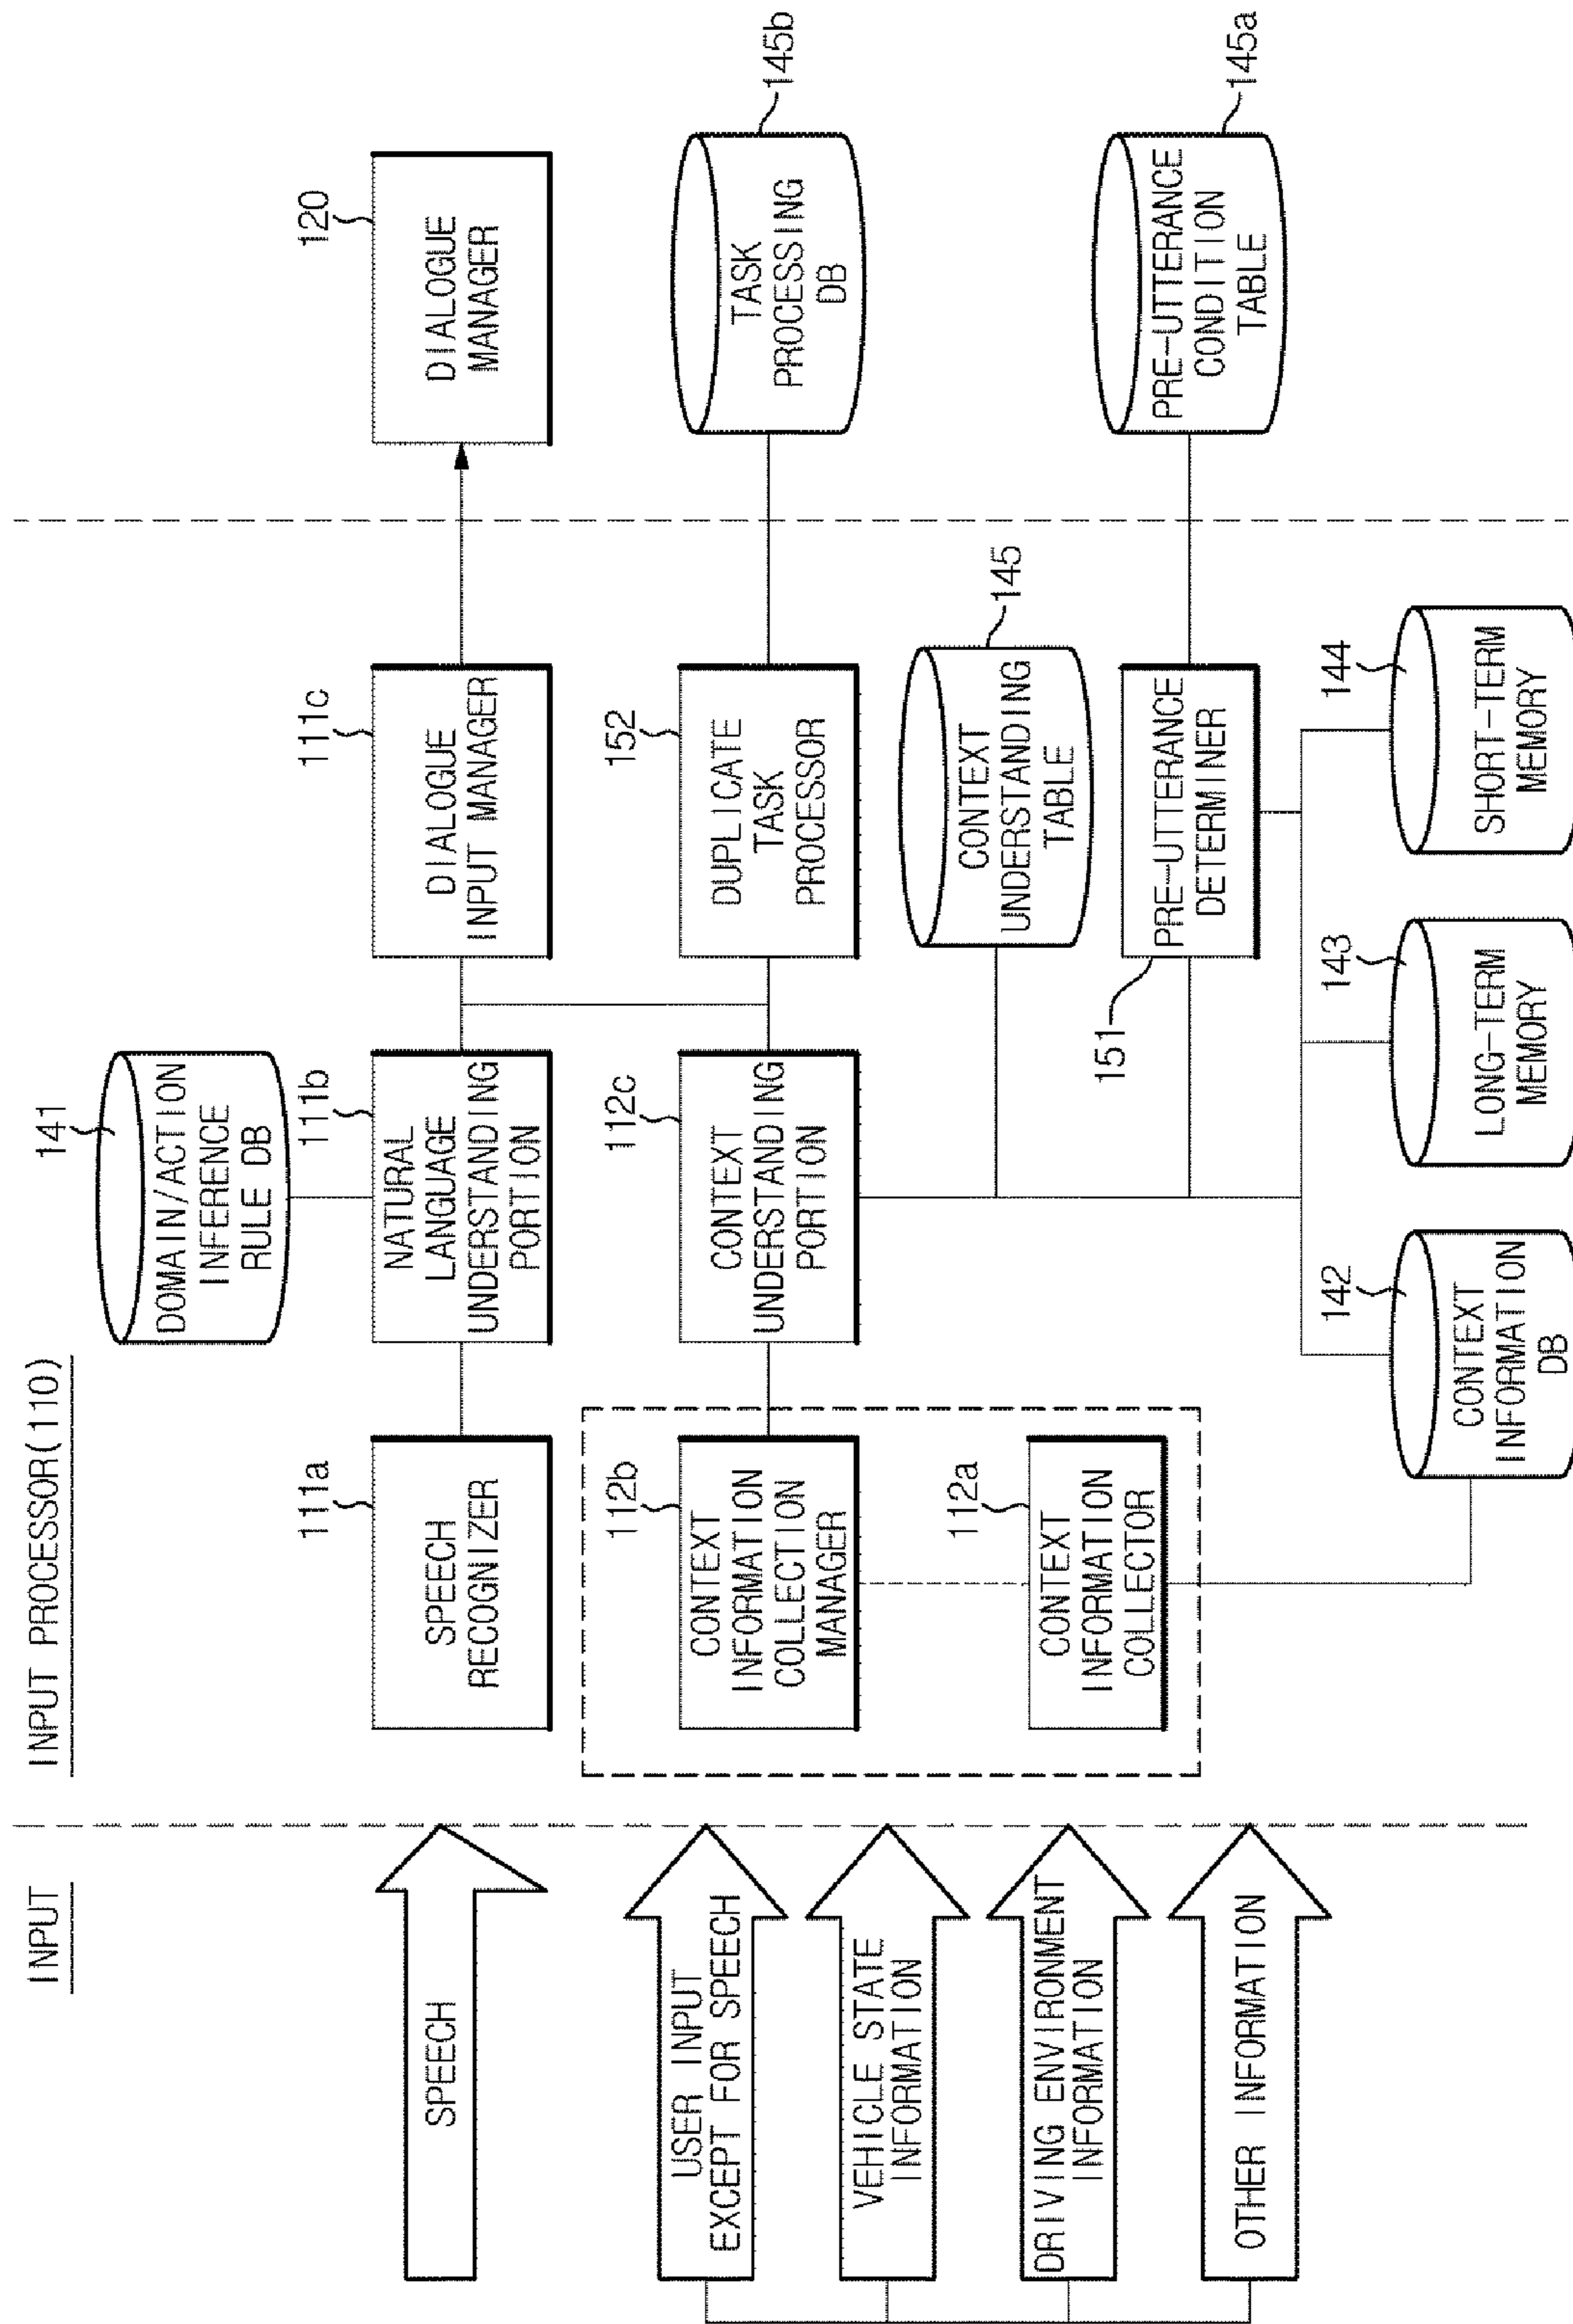 INPUT
INPUT PROCESSOR(110)
SPEECH
USER INPUT
EXCEPT FOR SPEECH
VEHICLE STATE
INFORMATION
DRIVING ENVIRONMENT
INFORMATION
OTHER INFORMATION
141
DOMAIN/ACTION
INFERENCE
RULE DB
111a
SPEECH
RECOGNIZER
111b
NATURAL
LANGUAGE
UNDERSTANDING
PORTION
111c
DIALOGUE
INPUT MANAGER
120
DIALOGUE
MANAGER
112b
CONTEXT
INFORMATION
COLLECTION
MANAGER
112c
CONTEXT
UNDERSTANDING
PORTION
152
DUPLICATE
TASK
PROCESSOR
145b
TASK
PROCESSING
DB
145
CONTEXT
UNDERSTANDING
TABLE
112a
CONTEXT
INFORMATION
COLLECTOR
151
PRE-UTTERANCE
DETERMINER
145a
PRE-UTTERANCE
CONDITION
TABLE
142
CONTEXT
INFORMATION
DB
143
LONG-TERM
MEMORY
144
SHORT-TERM
MEMORY